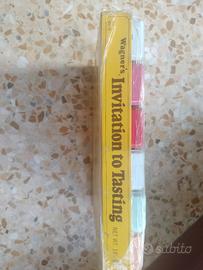 Wagner's.
Invitation to Tasting
NET WT.
subito